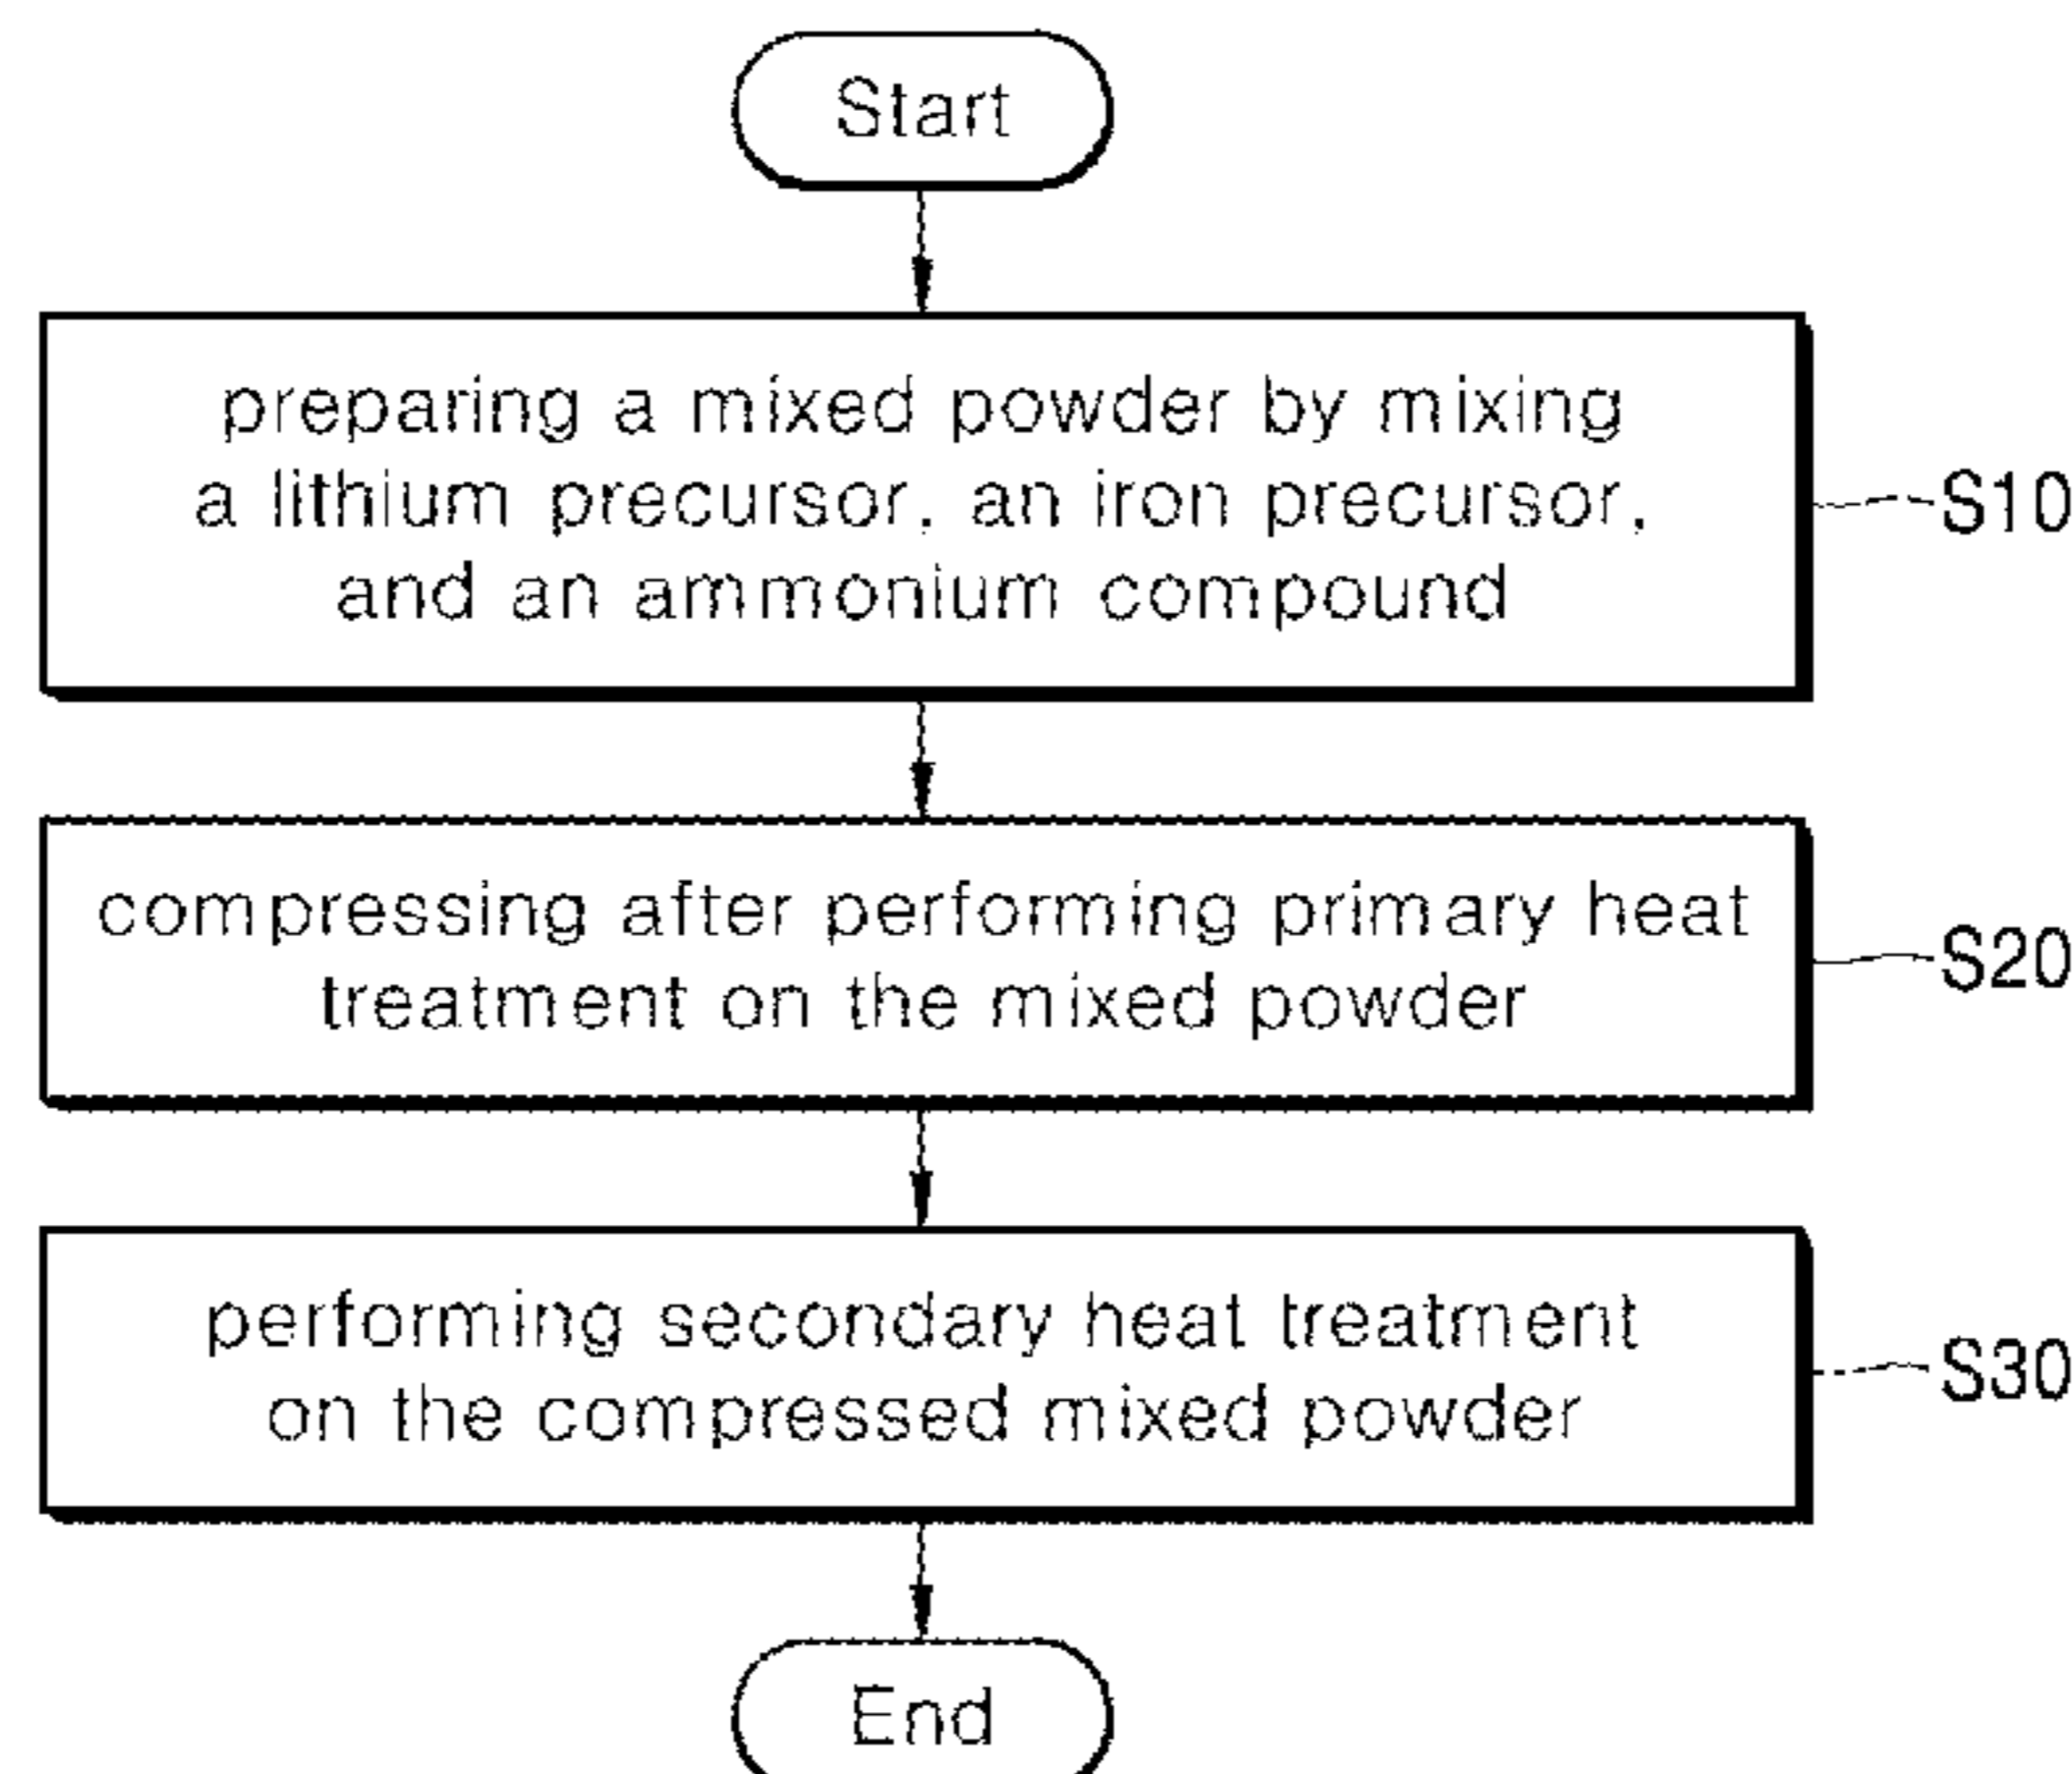 Start
preparing a mixed powder by mixing
a lithium precursor, an iron precursor,
and an ammonium compound
S10
compressing after performing primary heat
treatment on the mixed powder
S20
performing secondary heat treatment
on the compressed mixed powder
S30
End